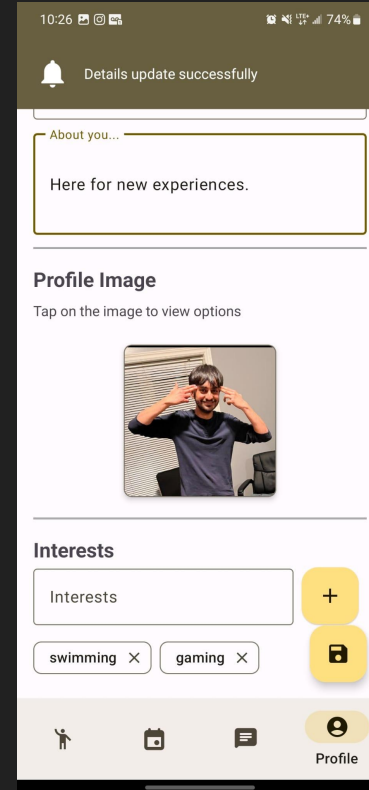 10:26
LTE+
74%
Details update successfully
About you...
Here for new experiences.
Profile Image
Tap on the image to view options
Interests
Interests
+
swimming ×
gaming ×
Profile